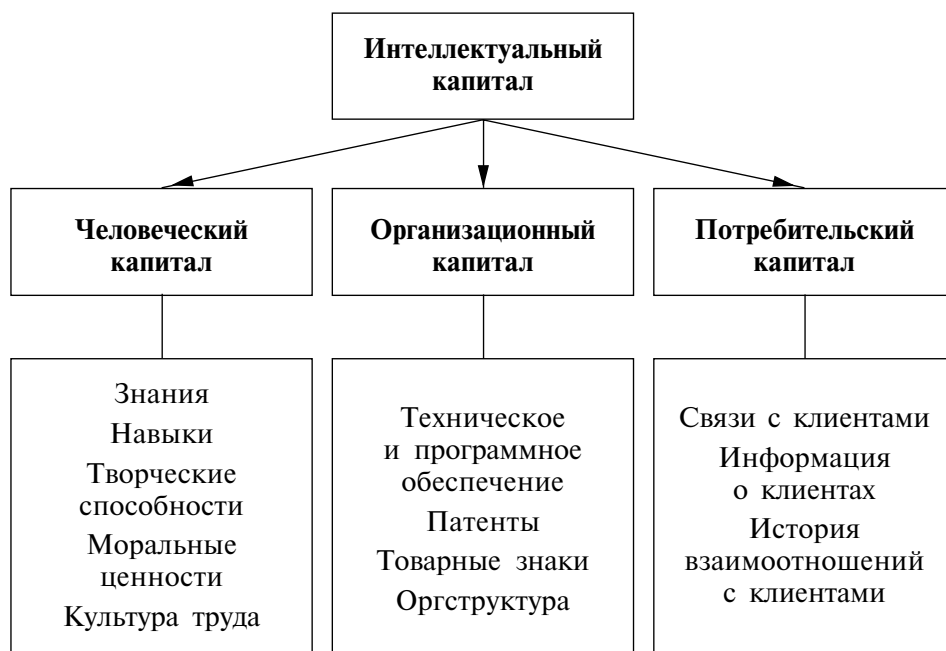 Интеллектуальный
капитал
Человеческий
капитал
Организационный
капитал
Потребительский
капитал
Знания
Навыки
Творческие
способности
Моральные
ценности
Культура труда
Техническое
и программное
обеспечение
Патенты
Товарные знаки
Оргструктура
Связи с клиентами
Информация
о клиентах
История
взаимоотношений
с клиентами